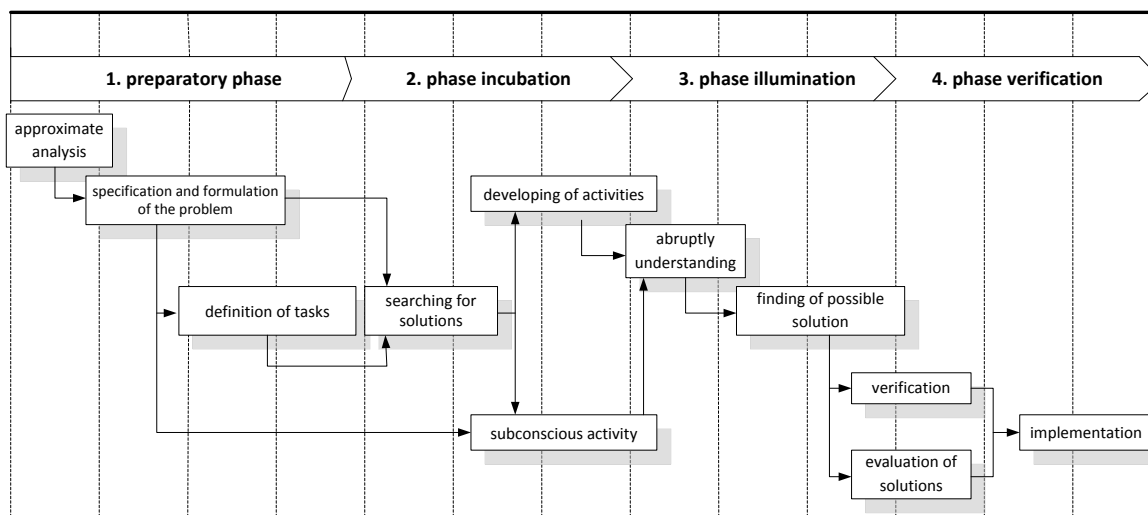 1. preparatory phase
2. phase incubation
3. phase illumination
4. phase verification
approximate
analysis
specification and formulation
of the problem
definition of tasks
searching for
solutions
developing of activities
subconscious activity
abruptly
understanding
finding of possible
solution
verification
evaluation of
solutions
implementation